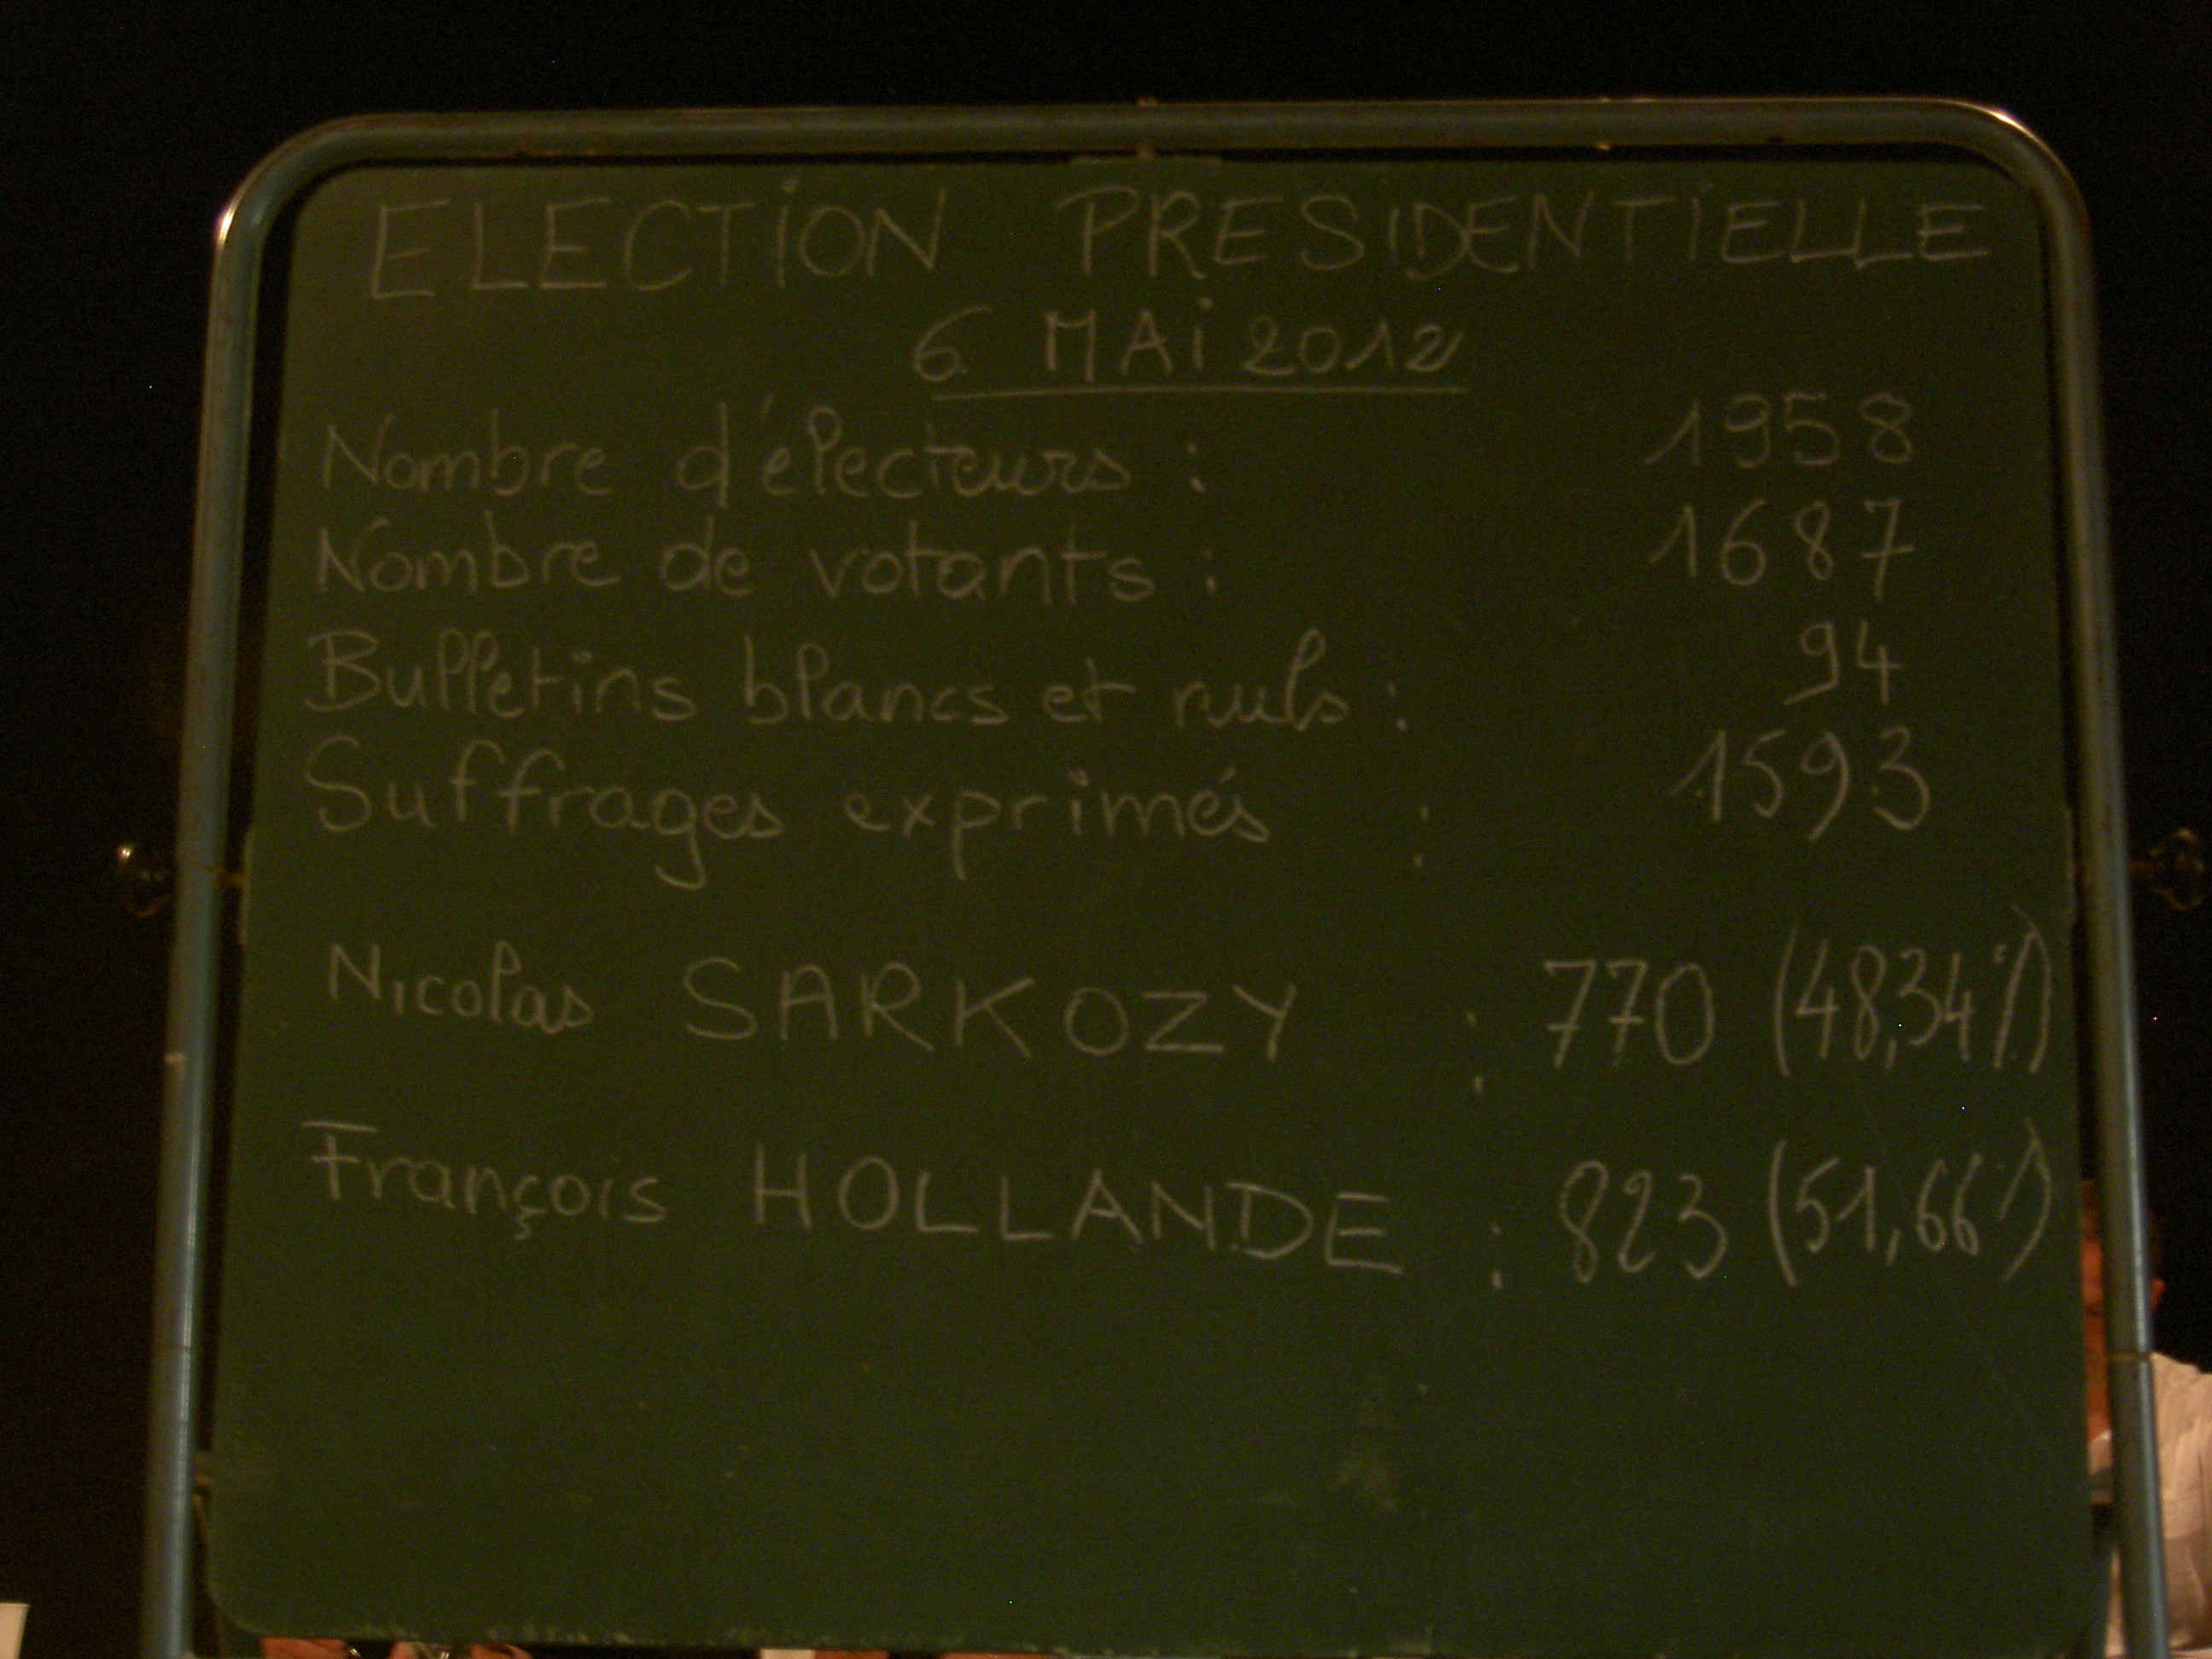 ELECTION PRESIDENTIELLE
6 MAi 2012
Nombre d'électeurs : 1958
Nombre de votants : 1687
Bulletins blancs et nuls : 94
Suffrages exprimés : 1593
Nicolas SARKOZY : 770 (48,34%)
François HOLLANDE : 823 (51,66%)